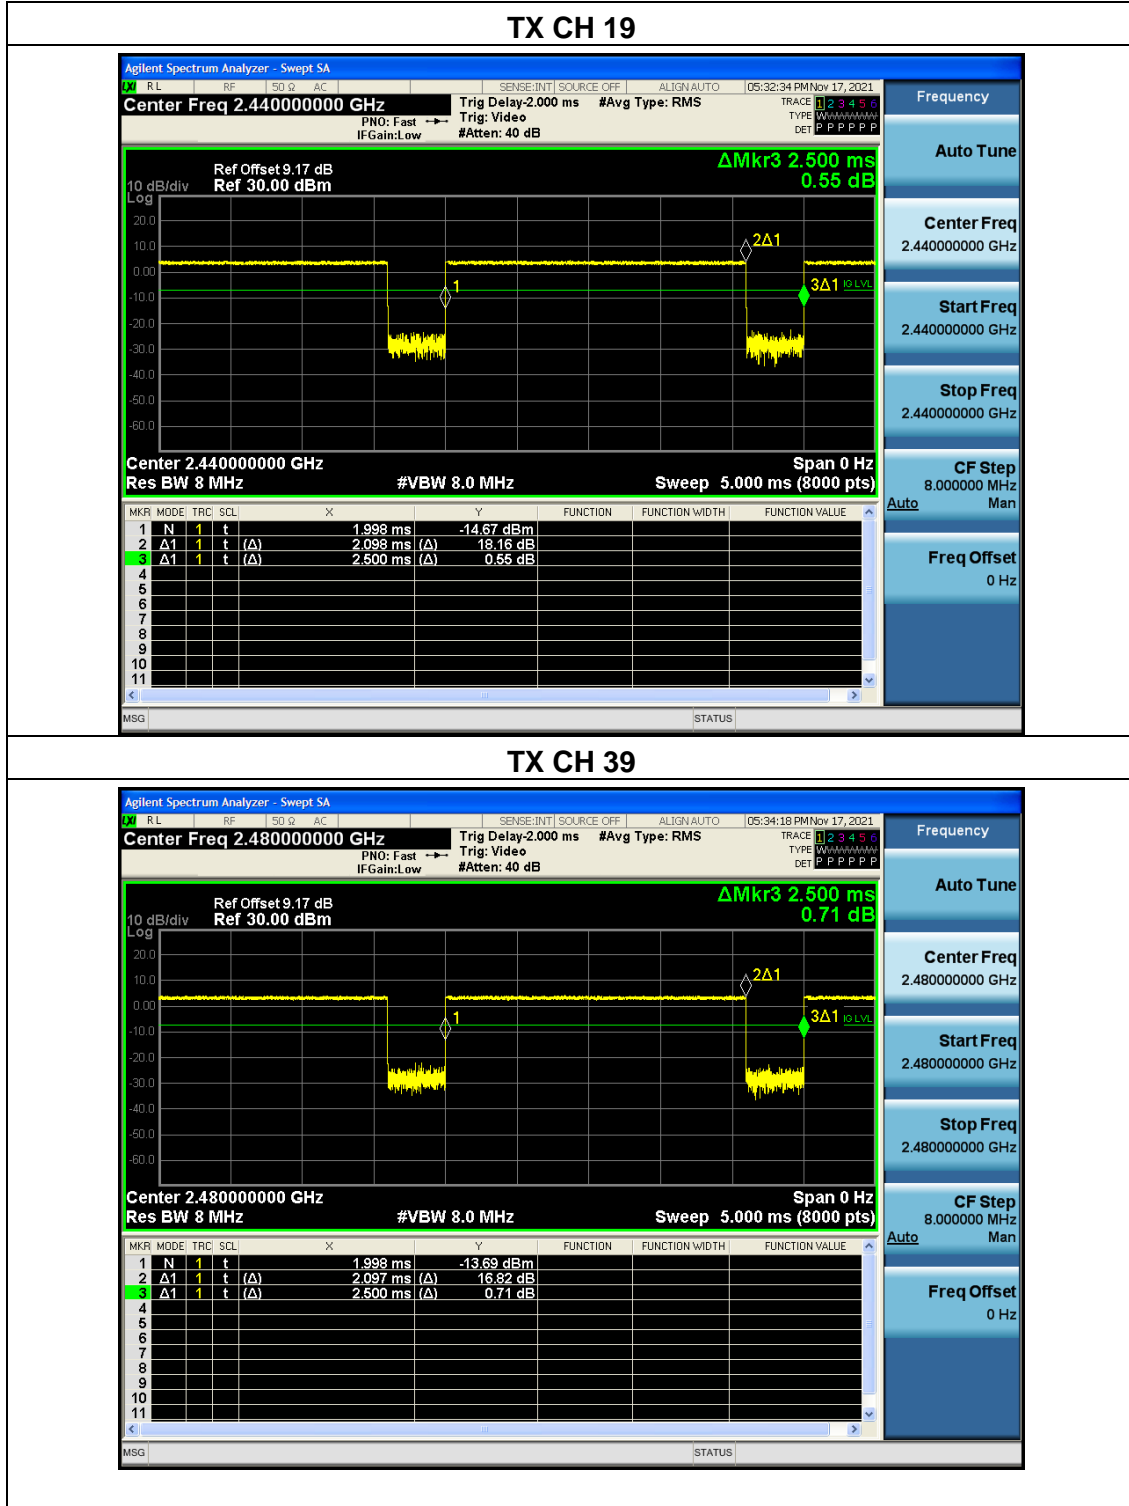 TX CH 19
Agilent Spectrum Analyzer - Swept SA
LXI RL RF 50 Ω AC SENSE:INT SOURCE OFF ALIGN AUTO 05:32:34 PM Nov 17, 2021
Center Freq 2.440000000 GHz
PNO: Fast
IFGain:Low
Trig Delay-2.000 ms #Avg Type: RMS
Trig: Video
#Atten: 40 dB
TRACE 1 2 3 4 5 6
TYPE W
DET P P P P P P
Frequency
Auto Tune
Center Freq
2.440000000 GHz
Start Freq
2.440000000 GHz
Stop Freq
2.440000000 GHz
CF Step
8.000000 MHz
Auto Man
Freq Offset
0 Hz
ΔMkr3 2.500 ms
0.55 dB
Ref Offset 9.17 dB
10 dB/div Ref 30.00 dBm
Log
20.0
10.0
0.00
-10.0
-20.0
-30.0
-40.0
-50.0
-60.0
2Δ1
1
3Δ1
IG LVL
Center 2.440000000 GHz Span 0 Hz
Res BW 8 MHz #VBW 8.0 MHz Sweep 5.000 ms (8000 pts)
MKR MODE TRC SCL X Y FUNCTION FUNCTION WIDTH FUNCTION VALUE
1 N 1 t 1.998 ms -14.67 dBm
2 Δ1 1 t (Δ) 2.098 ms (Δ) 18.16 dB
3 Δ1 1 t (Δ) 2.500 ms (Δ) 0.55 dB
4
5
6
7
8
9
10
11
MSG STATUS
TX CH 39
Agilent Spectrum Analyzer - Swept SA
LXI RL RF 50 Ω AC SENSE:INT SOURCE OFF ALIGN AUTO 05:34:18 PM Nov 17, 2021
Center Freq 2.480000000 GHz
PNO: Fast
IFGain:Low
Trig Delay-2.000 ms #Avg Type: RMS
Trig: Video
#Atten: 40 dB
TRACE 1 2 3 4 5 6
TYPE W
DET P P P P P P
Frequency
Auto Tune
Center Freq
2.480000000 GHz
Start Freq
2.480000000 GHz
Stop Freq
2.480000000 GHz
CF Step
8.000000 MHz
Auto Man
Freq Offset
0 Hz
ΔMkr3 2.500 ms
0.71 dB
Ref Offset 9.17 dB
10 dB/div Ref 30.00 dBm
Log
20.0
10.0
0.00
-10.0
-20.0
-30.0
-40.0
-50.0
-60.0
2Δ1
1
3Δ1
IG LVL
Center 2.480000000 GHz Span 0 Hz
Res BW 8 MHz #VBW 8.0 MHz Sweep 5.000 ms (8000 pts)
MKR MODE TRC SCL X Y FUNCTION FUNCTION WIDTH FUNCTION VALUE
1 N 1 t 1.998 ms -13.69 dBm
2 Δ1 1 t (Δ) 2.097 ms (Δ) 16.82 dB
3 Δ1 1 t (Δ) 2.500 ms (Δ) 0.71 dB
4
5
6
7
8
9
10
11
MSG STATUS